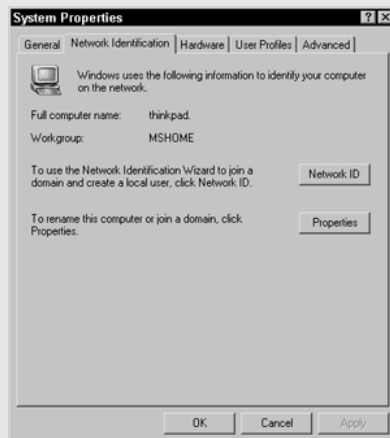 System Properties
General Network Identification Hardware User Profiles Advanced
Windows uses the following information to identify your computer
on the network.
Full computer name: thinkpad.
Workgroup: MSHOME
To use the Network Identification Wizard to join a
domain and create a local user, click Network ID.
Network ID
To rename this computer or join a domain, click
Properties.
Properties
OK Cancel Apply